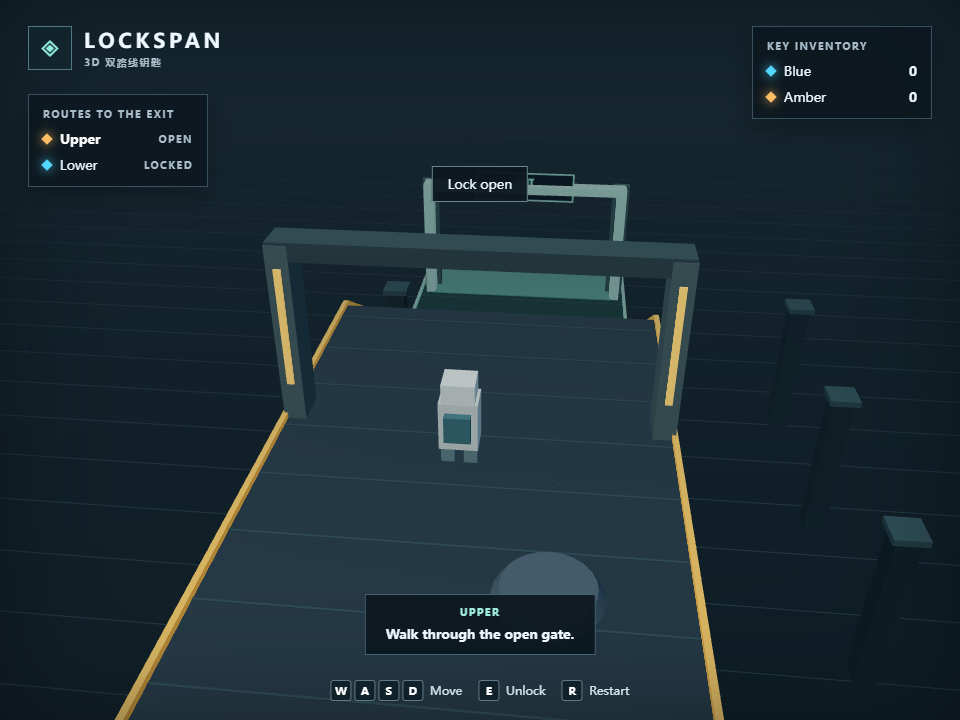 LOCKSPAN
3D 双路线钥匙
ROUTES TO THE EXIT
Upper OPEN
Lower LOCKED
KEY INVENTORY
Blue 0
Amber 0
Lock open
UPPER
Walk through the open gate.
W A S D Move E Unlock R Restart